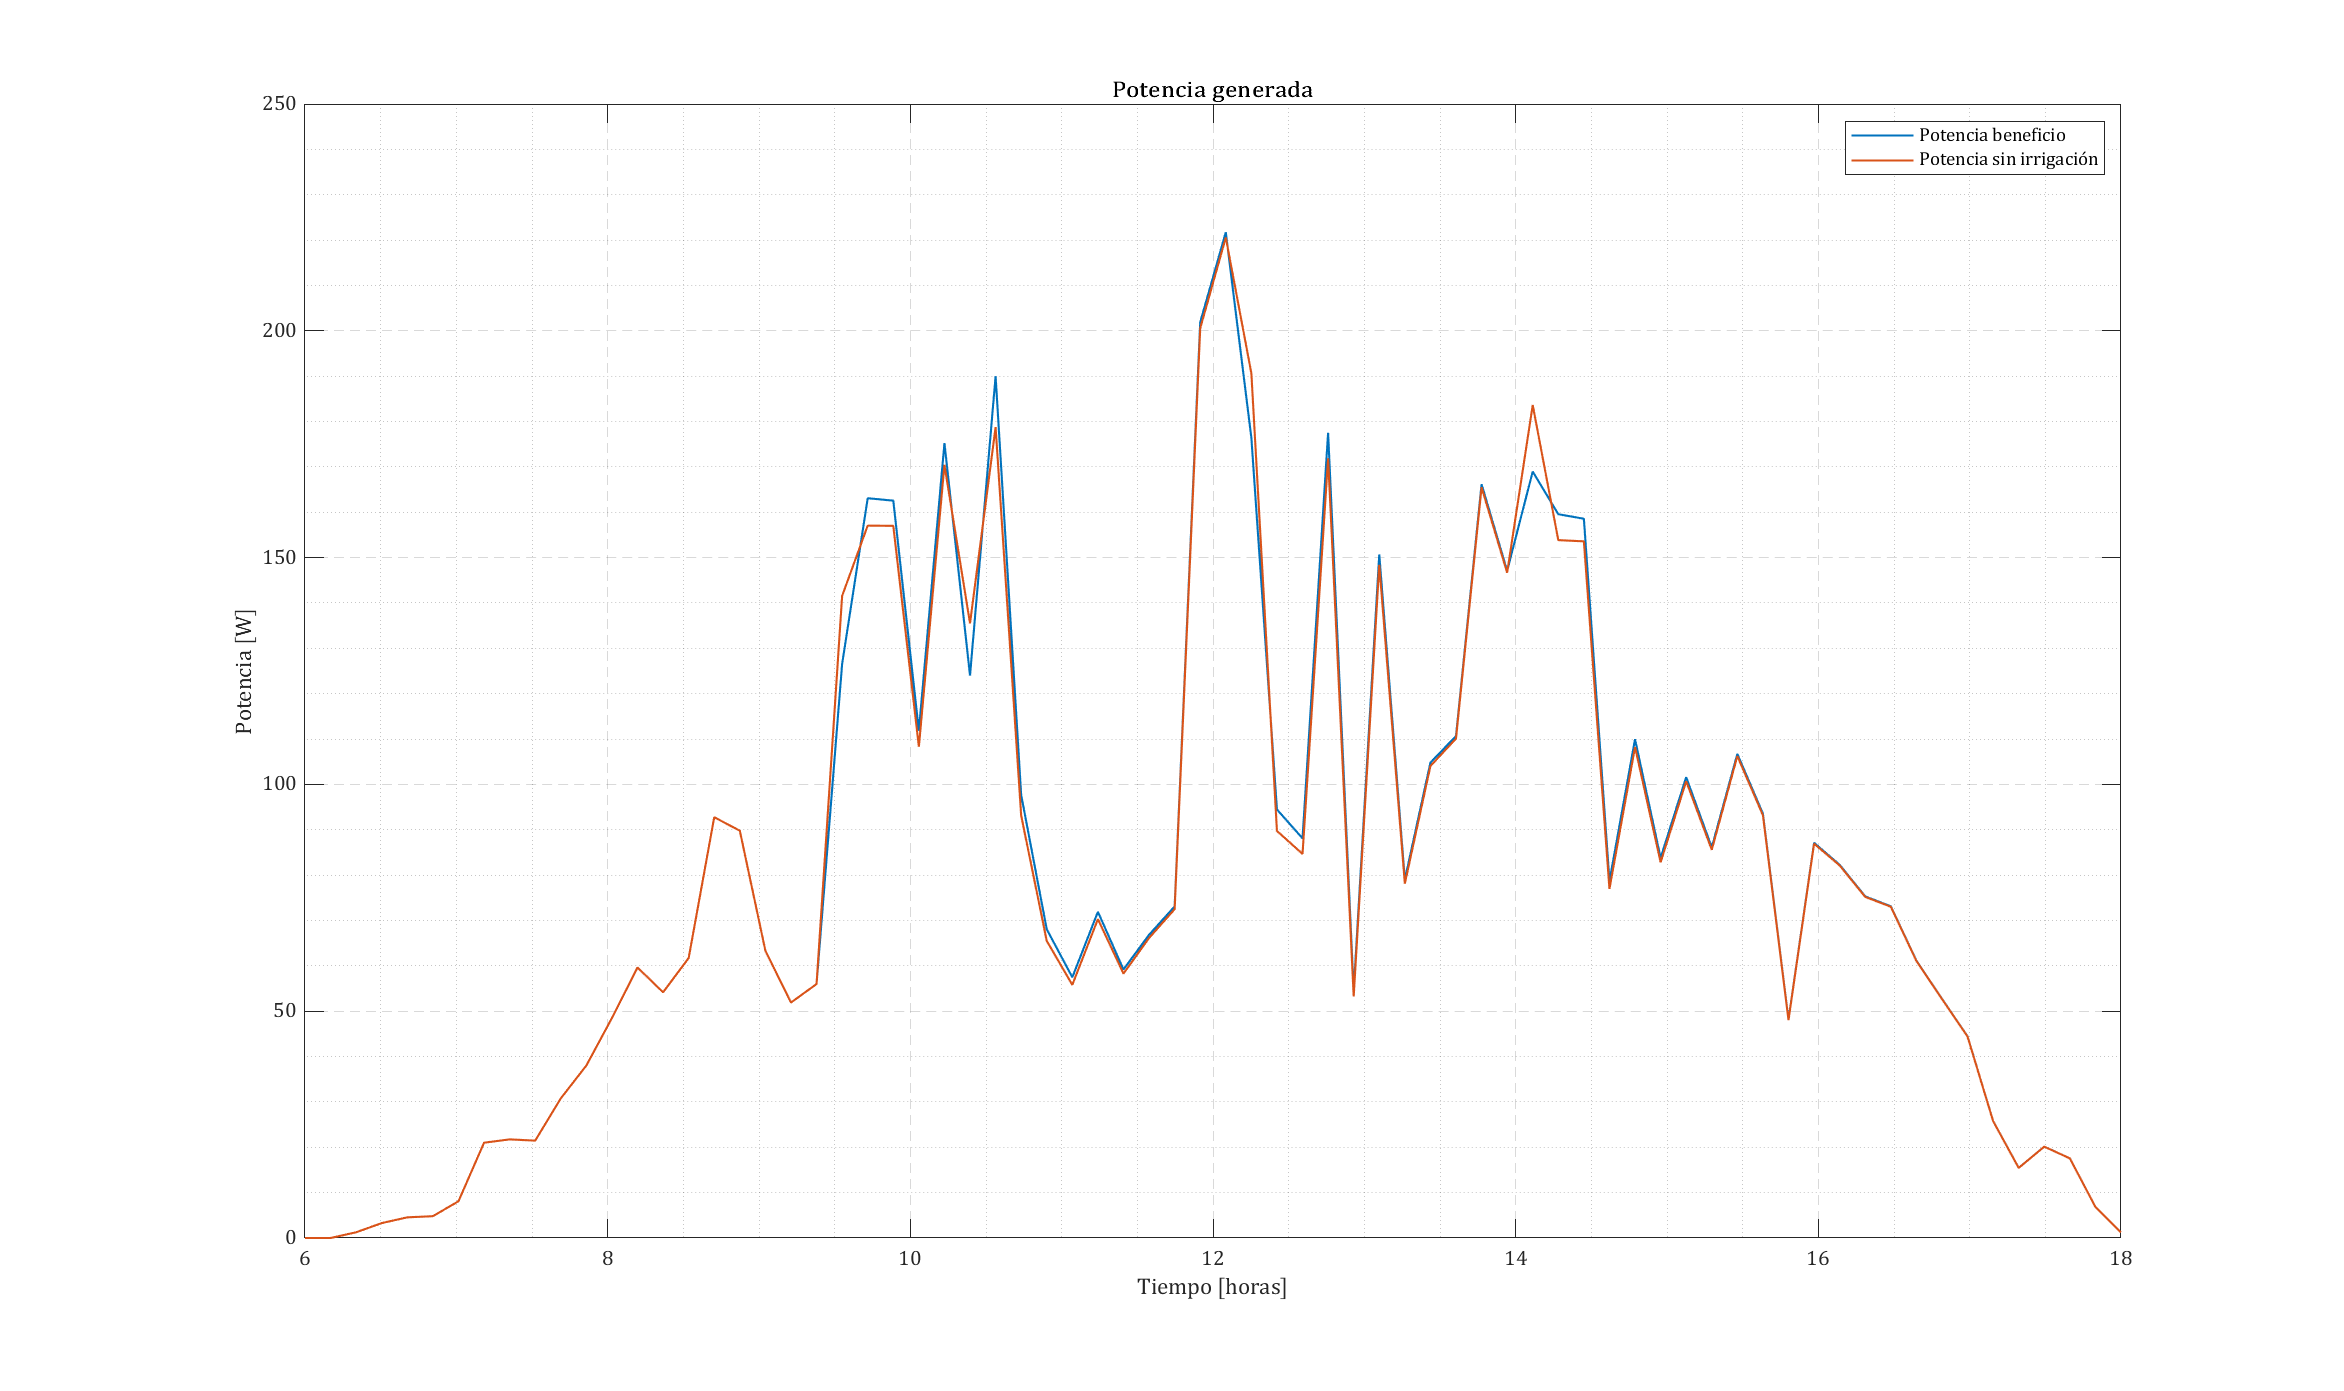 Potencia generada
250
200
150
100
50
0
Potencia [W]
Potencia beneficio
Potencia sin irrigación
6 8 10 12 14 16 18
Tiempo [horas]